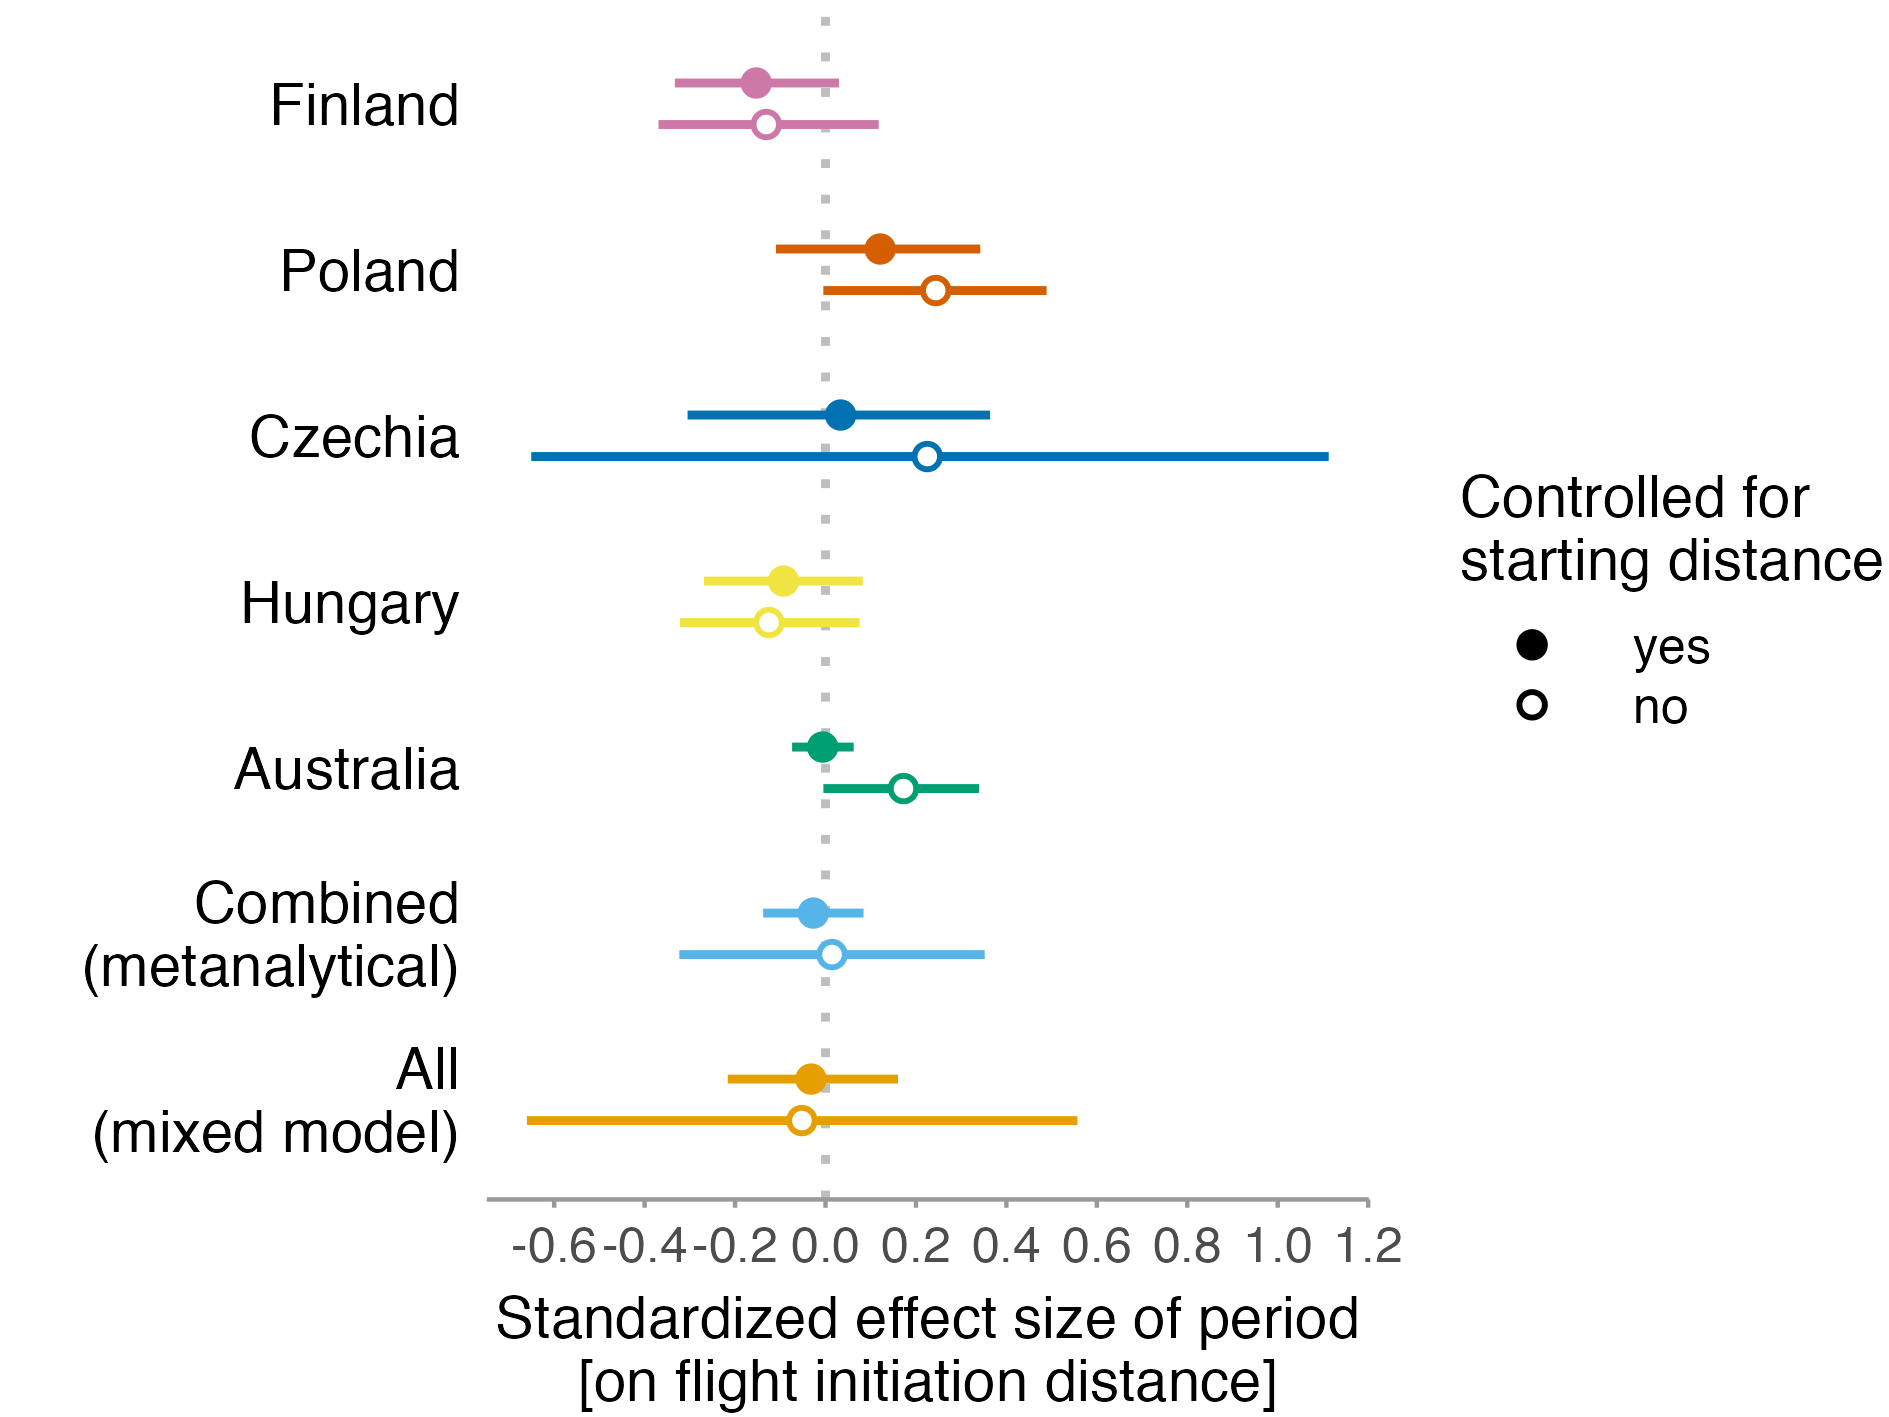 Finland
Poland
Czechia
Hungary
Australia
Combined
(metanalytical)
All
(mixed model)
Controlled for
starting distance
yes
no
-0.6 -0.4 -0.2 0.0 0.2 0.4 0.6 0.8 1.0 1.2
Standardized effect size of period
[on flight initiation distance]